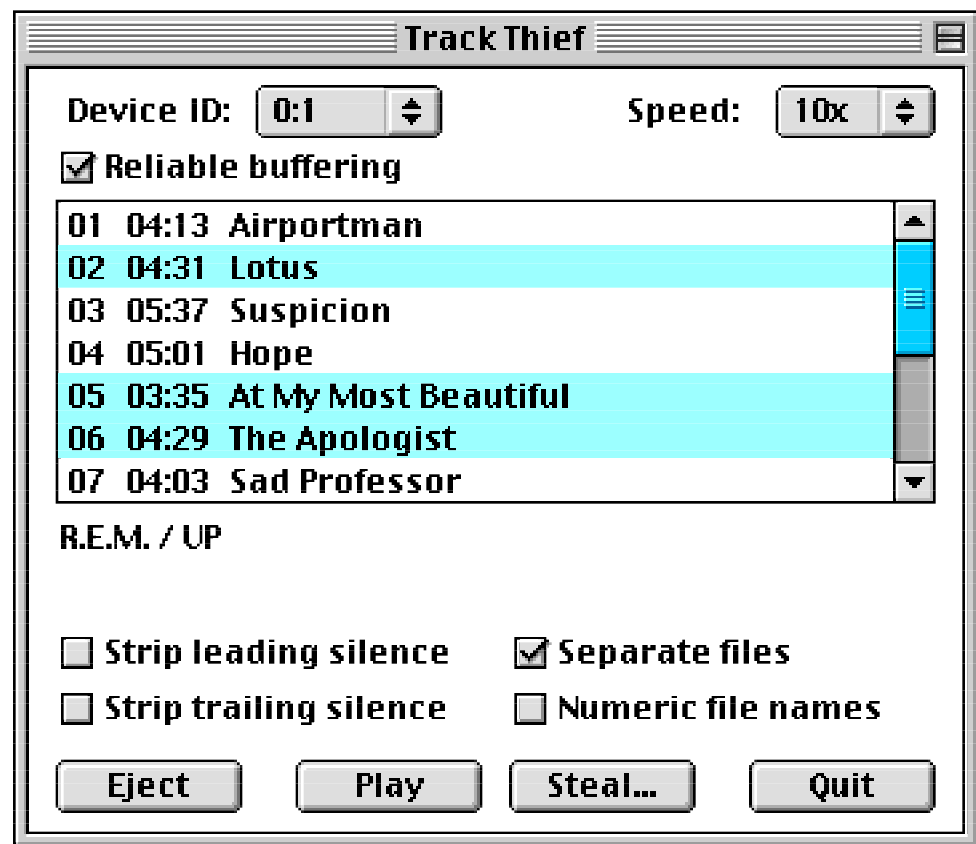 Track Thief
Device ID: 0:1 Speed: 10x
Reliable buffering
01 04:13 Airportman
02 04:31 Lotus
03 05:37 Suspicion
04 05:01 Hope
05 03:35 At My Most Beautiful
06 04:29 The Apologist
07 04:03 Sad Professor
R.E.M. / UP
Strip leading silence Separate files
Strip trailing silence Numeric file names
Eject Play Steal... Quit